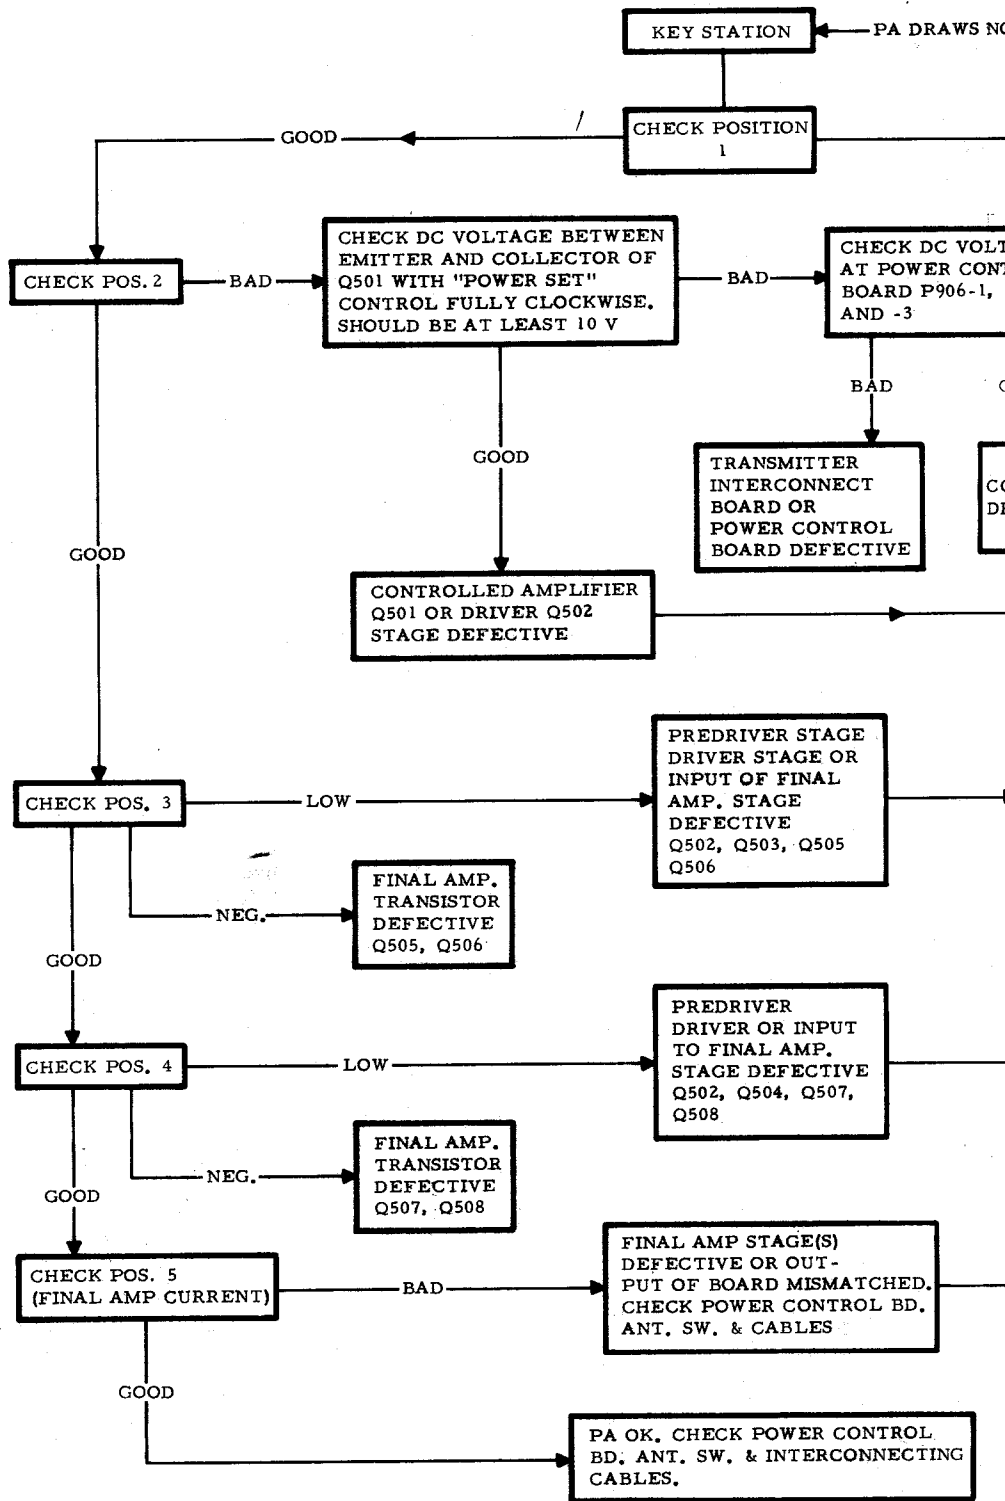 KEY STATION
PA DRAWS NO
CHECK POSITION
1
GOOD
CHECK POS. 2
BAD
CHECK DC VOLTAGE BETWEEN
EMITTER AND COLLECTOR OF
Q501 WITH "POWER SET"
CONTROL FULLY CLOCKWISE.
SHOULD BE AT LEAST 10 V
BAD
CHECK DC VOLT
AT POWER CONT
BOARD P906-1,
AND -3
BAD
GOOD
TRANSMITTER
INTERCONNECT
BOARD OR
POWER CONTROL
BOARD DEFECTIVE
CO
DE
GOOD
CONTROLLED AMPLIFIER
Q501 OR DRIVER Q502
STAGE DEFECTIVE
CHECK POS. 3
LOW
PREDRIVER STAGE
DRIVER STAGE OR
INPUT OF FINAL
AMP. STAGE
DEFECTIVE
Q502, Q503, Q505
Q506
NEG.
FINAL AMP.
TRANSISTOR
DEFECTIVE
Q505, Q506
GOOD
CHECK POS. 4
LOW
PREDRIVER
DRIVER OR INPUT
TO FINAL AMP.
STAGE DEFECTIVE
Q502, Q504, Q507,
Q508
NEG.
FINAL AMP.
TRANSISTOR
DEFECTIVE
Q507, Q508
GOOD
CHECK POS. 5
(FINAL AMP CURRENT)
BAD
FINAL AMP STAGE(S)
DEFECTIVE OR OUT-
PUT OF BOARD MISMATCHED.
CHECK POWER CONTROL BD.
ANT. SW. & CABLES
GOOD
PA OK. CHECK POWER CONTROL
BD. ANT. SW. & INTERCONNECTING
CABLES.